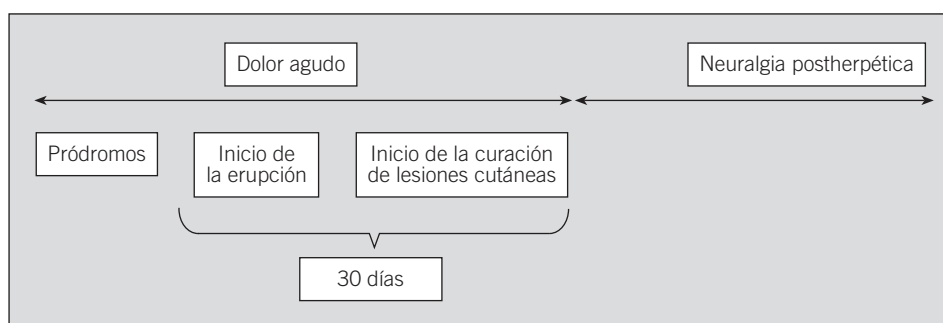 Dolor agudo
Neuralgia postherpética
Pródromos
Inicio de
la erupción
Inicio de la curación
de lesiones cutáneas
30 días